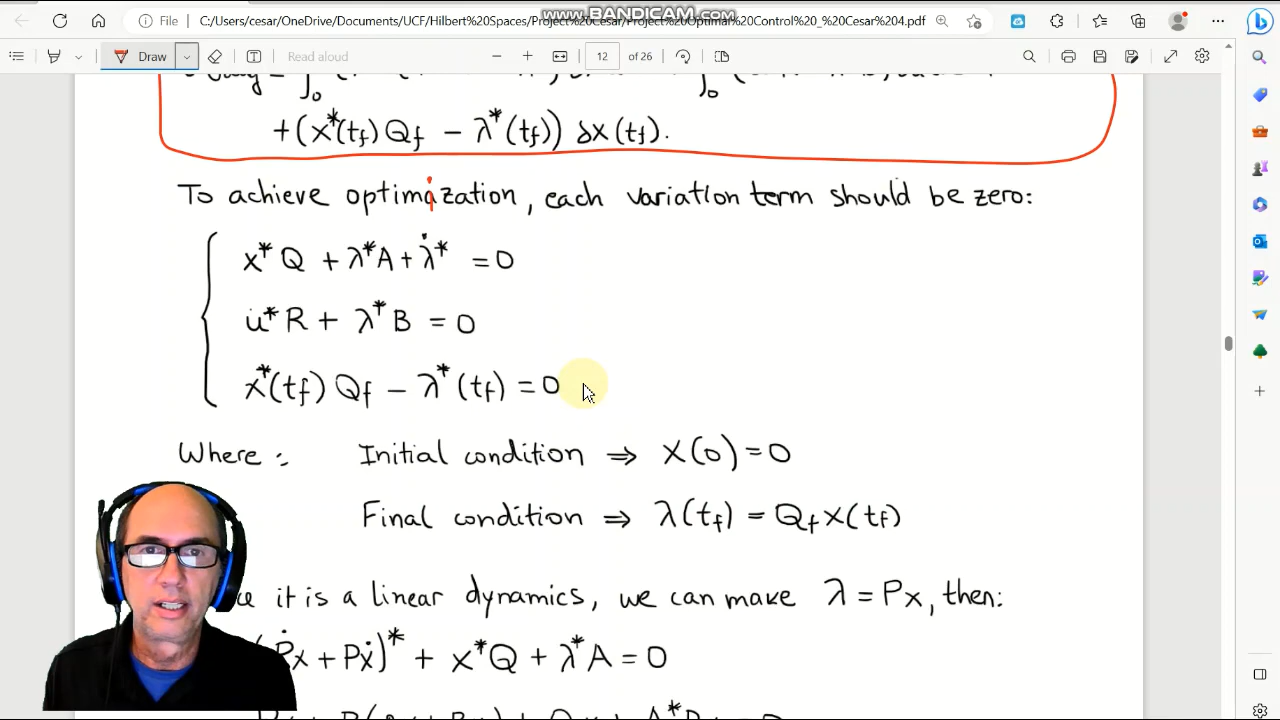 www.BANDICAM.com
File C:/Users/cesar/OneDrive/Documents/UCF/Hilbert%20Spaces/Project%20Cesar/Project%20Optimal%20Control%20_%20Cesar%204.pdf
Draw Read aloud 12 of 26
+(x*(tf) Qf − λ*(tf)) δx(tf).
To achieve optimization, each variation term should be zero:
x*Q + λ*A + λ̇* = 0
u*R + λ*B = 0
x*(tf) Qf − λ*(tf) = 0
Where: Initial condition ⇒ x(0)=0
Final condition ⇒ λ(tf) = Qf x(tf)
it is a linear dynamics, we can make λ = Px, then:
(Ṗx + Pẋ)* + x*Q + λ*A = 0